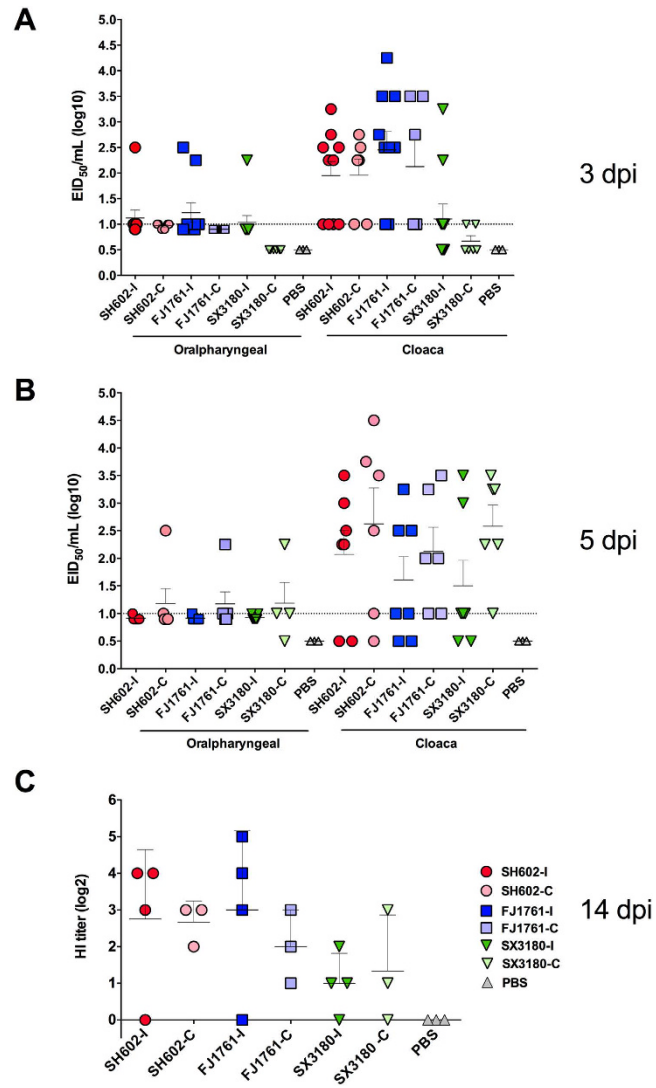 A
EID50/mL (log10)
5.0
4.5
4.0
3.5
3.0
2.5
2.0
1.5
1.0
0.5
0.0
SH602-I
SH602-C
FJ1761-I
FJ1761-C
SX3180-I
SX3180-C
PBS
SH602-I
SH602-C
FJ1761-I
FJ1761-C
SX3180-I
SX3180-C
PBS
Oralpharyngeal
Cloaca
3 dpi
B
EID50/mL (log10)
5.0
4.5
4.0
3.5
3.0
2.5
2.0
1.5
1.0
0.5
0.0
SH602-I
SH602-C
FJ1761-I
FJ1761-C
SX3180-I
SX3180-C
PBS
SH602-I
SH602-C
FJ1761-I
FJ1761-C
SX3180-I
SX3180-C
PBS
Oralpharyngeal
Cloaca
5 dpi
C
HI titer (log2)
6
5
4
3
2
1
0
SH602-I
SH602-C
FJ1761-I
FJ1761-C
SX3180-I
SX3180 -C
PBS
SH602-I
SH602-C
FJ1761-I
FJ1761-C
SX3180-I
SX3180-C
PBS
14 dpi